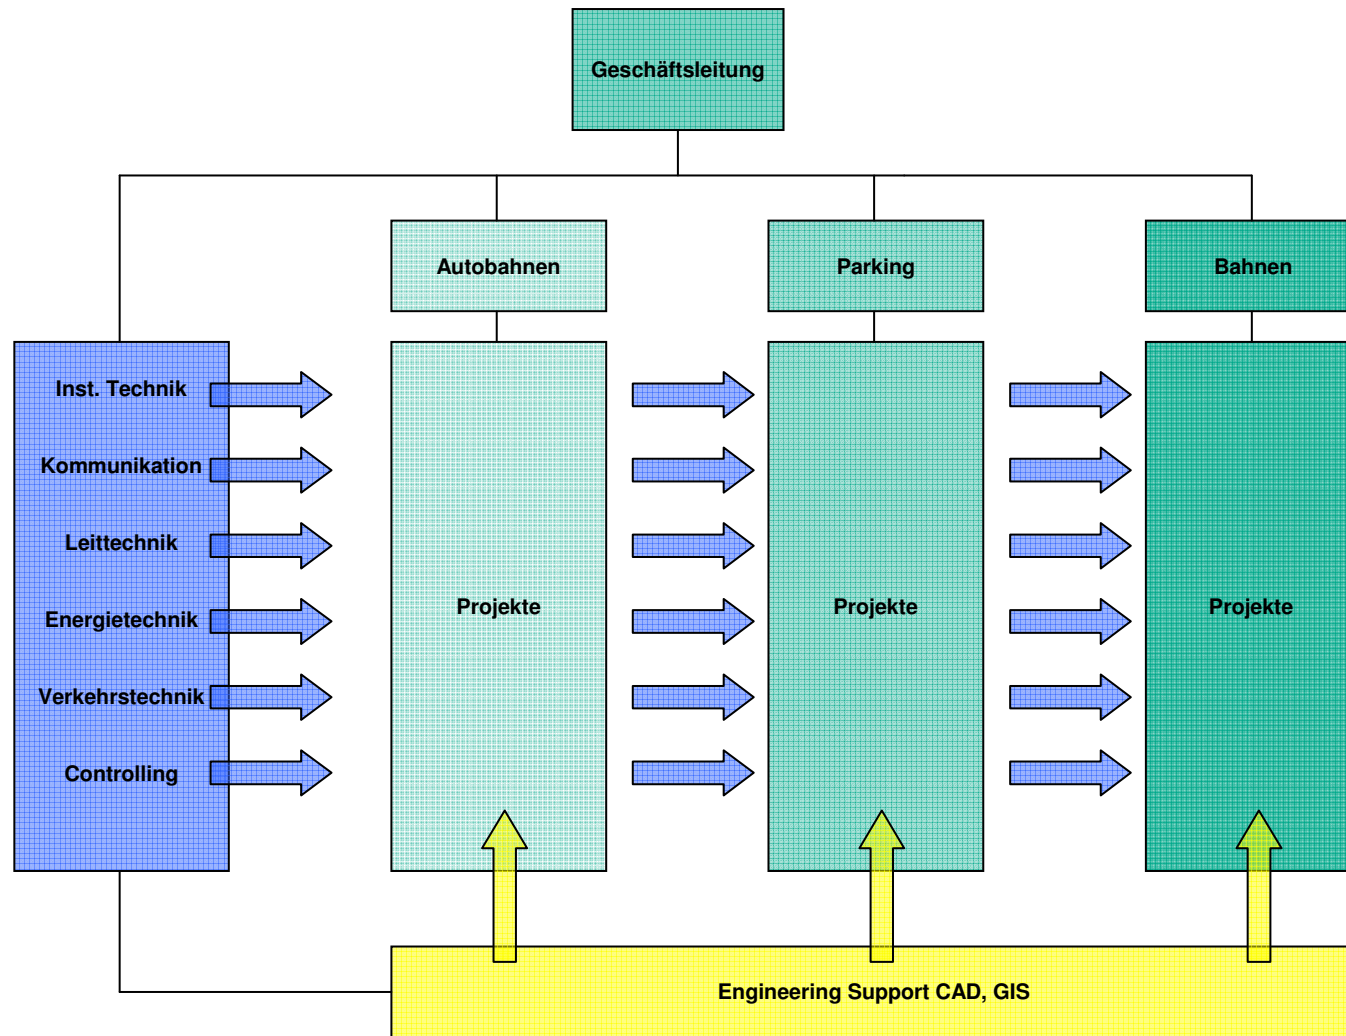 Geschäftsleitung
Autobahnen
Parking
Bahnen
Inst. Technik
Kommunikation
Leittechnik
Energietechnik
Verkehrstechnik
Controlling
Projekte
Projekte
Projekte
Engineering Support CAD, GIS